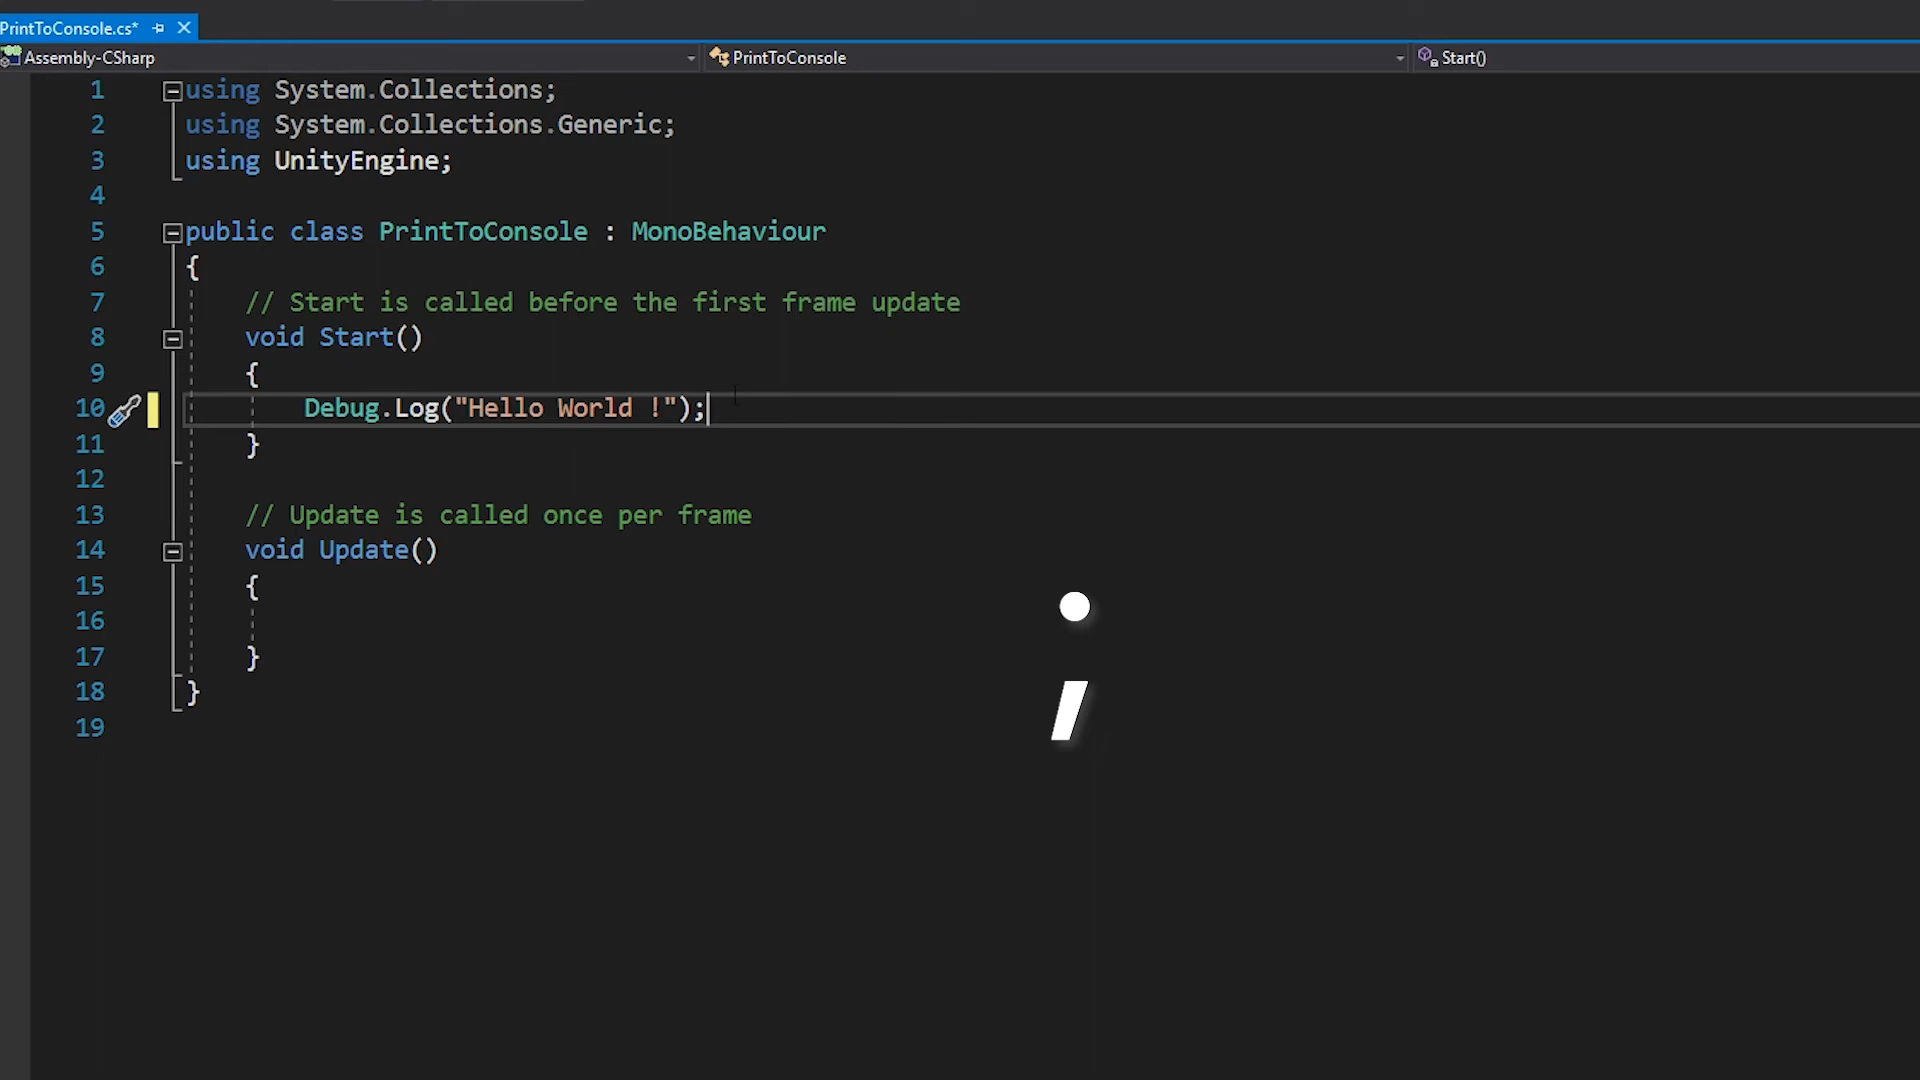 PrintToConsole.cs*
Assembly-CSharp PrintToConsole Start()
1 using System.Collections;
2 using System.Collections.Generic;
3 using UnityEngine;
4
5 public class PrintToConsole : MonoBehaviour
6 {
7 // Start is called before the first frame update
8 void Start()
9 {
10 Debug.Log("Hello World !");
11 }
12
13 // Update is called once per frame
14 void Update()
15 {
16
17 }
18 }
19
;